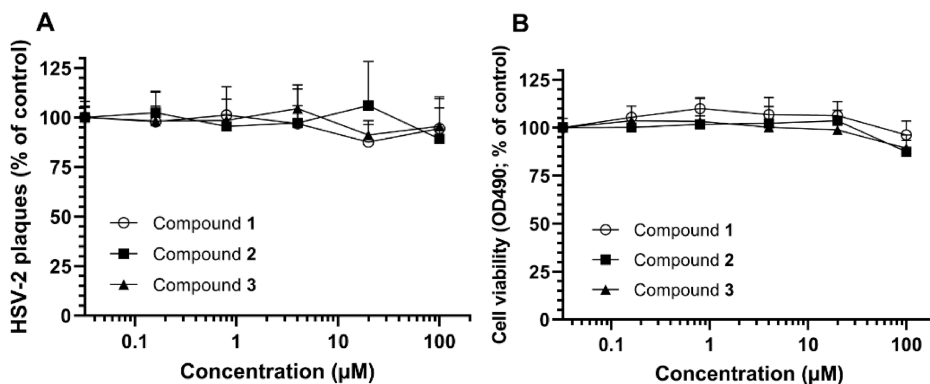 A
HSV-2 plaques (% of control)
125
100
75
50
25
0
Compound 1
Compound 2
Compound 3
0.1 1 10 100
Concentration (µM)
B
Cell viability (OD490; % of control)
125
100
75
50
25
0
Compound 1
Compound 2
Compound 3
0.1 1 10 100
Concentration (µM)